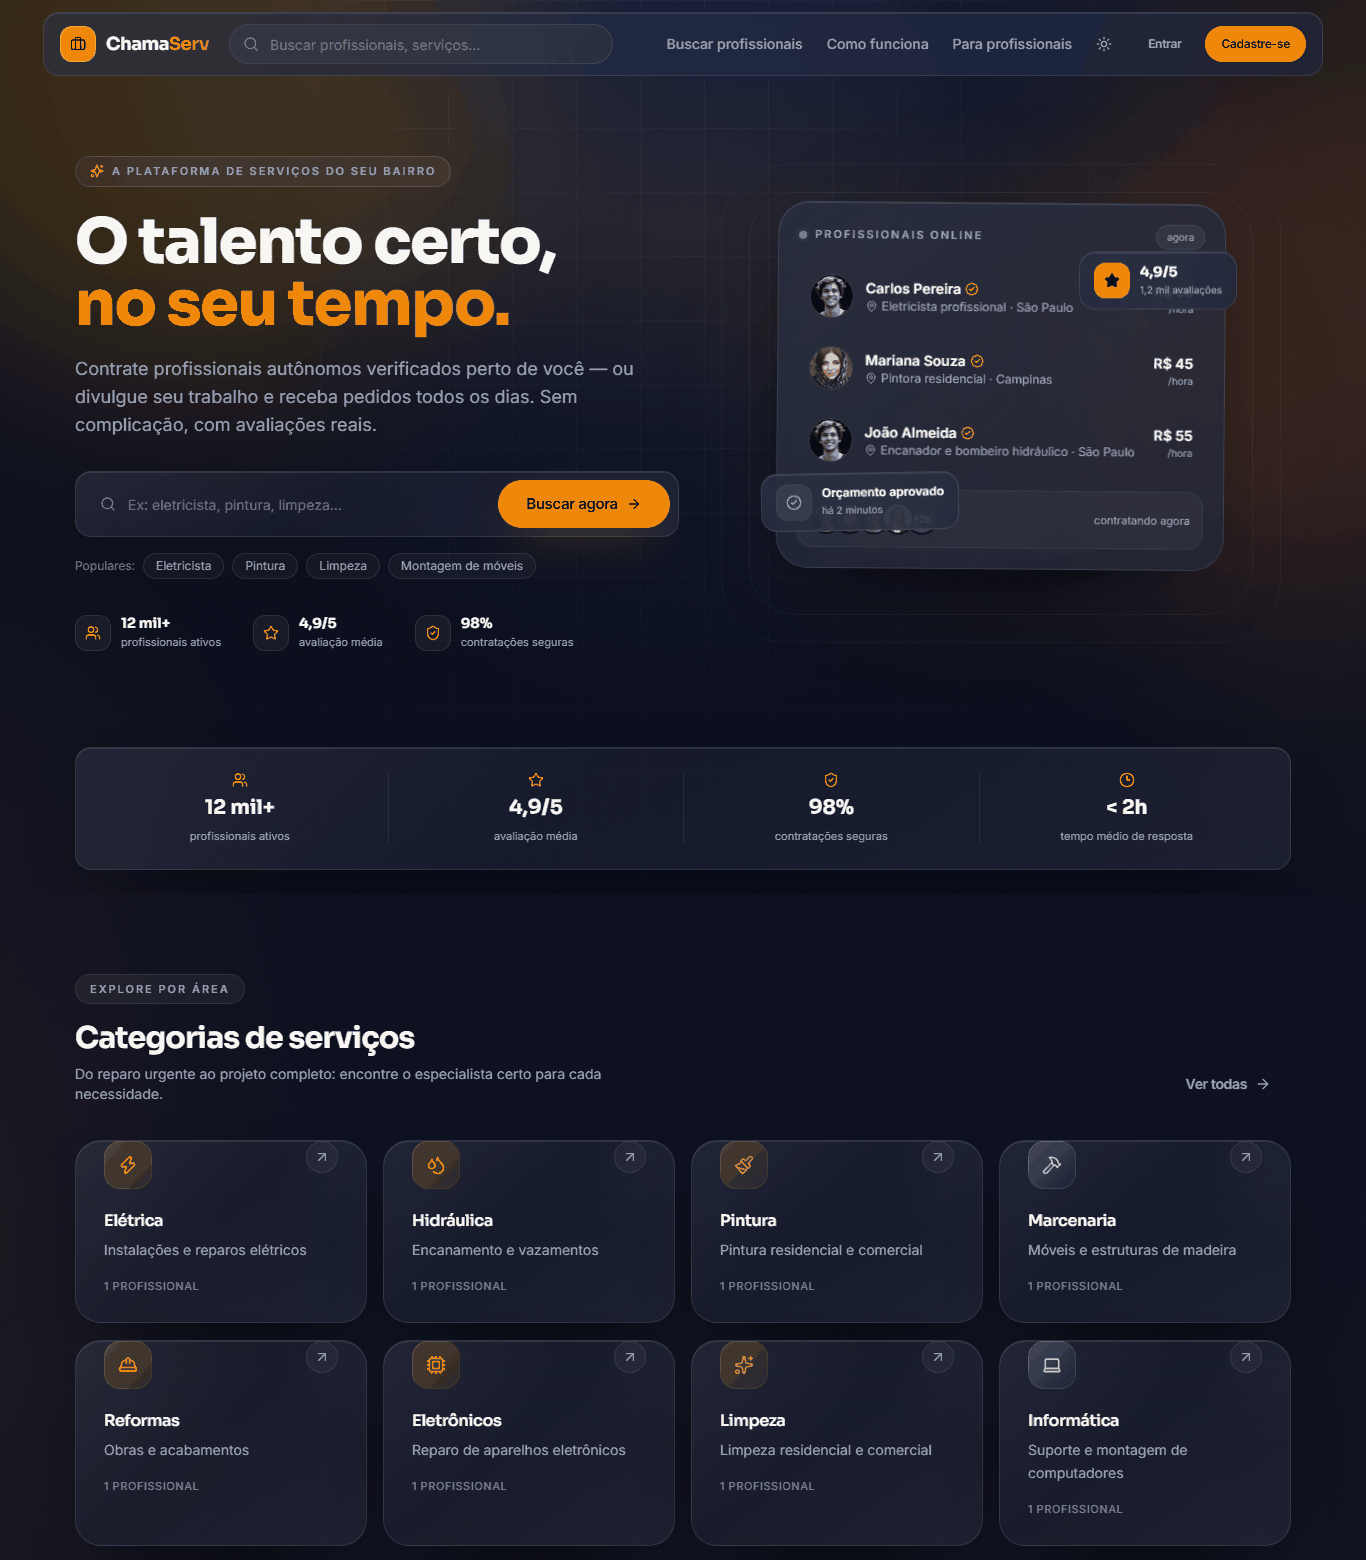 ChamaServ
Buscar profissionais, serviços...
Buscar profissionais
Como funciona
Para profissionais
Entrar
Cadastre-se
A PLATAFORMA DE SERVIÇOS DO SEU BAIRRO
O talento certo,
no seu tempo.
Contrate profissionais autônomos verificados perto de você — ou
divulgue seu trabalho e receba pedidos todos os dias. Sem
complicação, com avaliações reais.
Ex: eletricista, pintura, limpeza...
Buscar agora
Populares:
Eletricista
Pintura
Limpeza
Montagem de móveis
12 mil+
profissionais ativos
4,9/5
avaliação média
98%
contratações seguras
PROFISSIONAIS ONLINE
agora
4,9/5
1,2 mil avaliações
Carlos Pereira
Eletricista profissional · São Paulo
/hora
Mariana Souza
Pintora residencial · Campinas
R$ 45
/hora
João Almeida
Encanador e bombeiro hidráulico · São Paulo
R$ 55
/hora
Orçamento aprovado
há 2 minutos
contratando agora
12 mil+
profissionais ativos
4,9/5
avaliação média
98%
contratações seguras
< 2h
tempo médio de resposta
EXPLORE POR ÁREA
Categorias de serviços
Do reparo urgente ao projeto completo: encontre o especialista certo para cada
necessidade.
Ver todas
Elétrica
Instalações e reparos elétricos
1 PROFISSIONAL
Hidráulica
Encanamento e vazamentos
1 PROFISSIONAL
Pintura
Pintura residencial e comercial
1 PROFISSIONAL
Marcenaria
Móveis e estruturas de madeira
1 PROFISSIONAL
Reformas
Obras e acabamentos
1 PROFISSIONAL
Eletrônicos
Reparo de aparelhos eletrônicos
1 PROFISSIONAL
Limpeza
Limpeza residencial e comercial
1 PROFISSIONAL
Informática
Suporte e montagem de
computadores
1 PROFISSIONAL